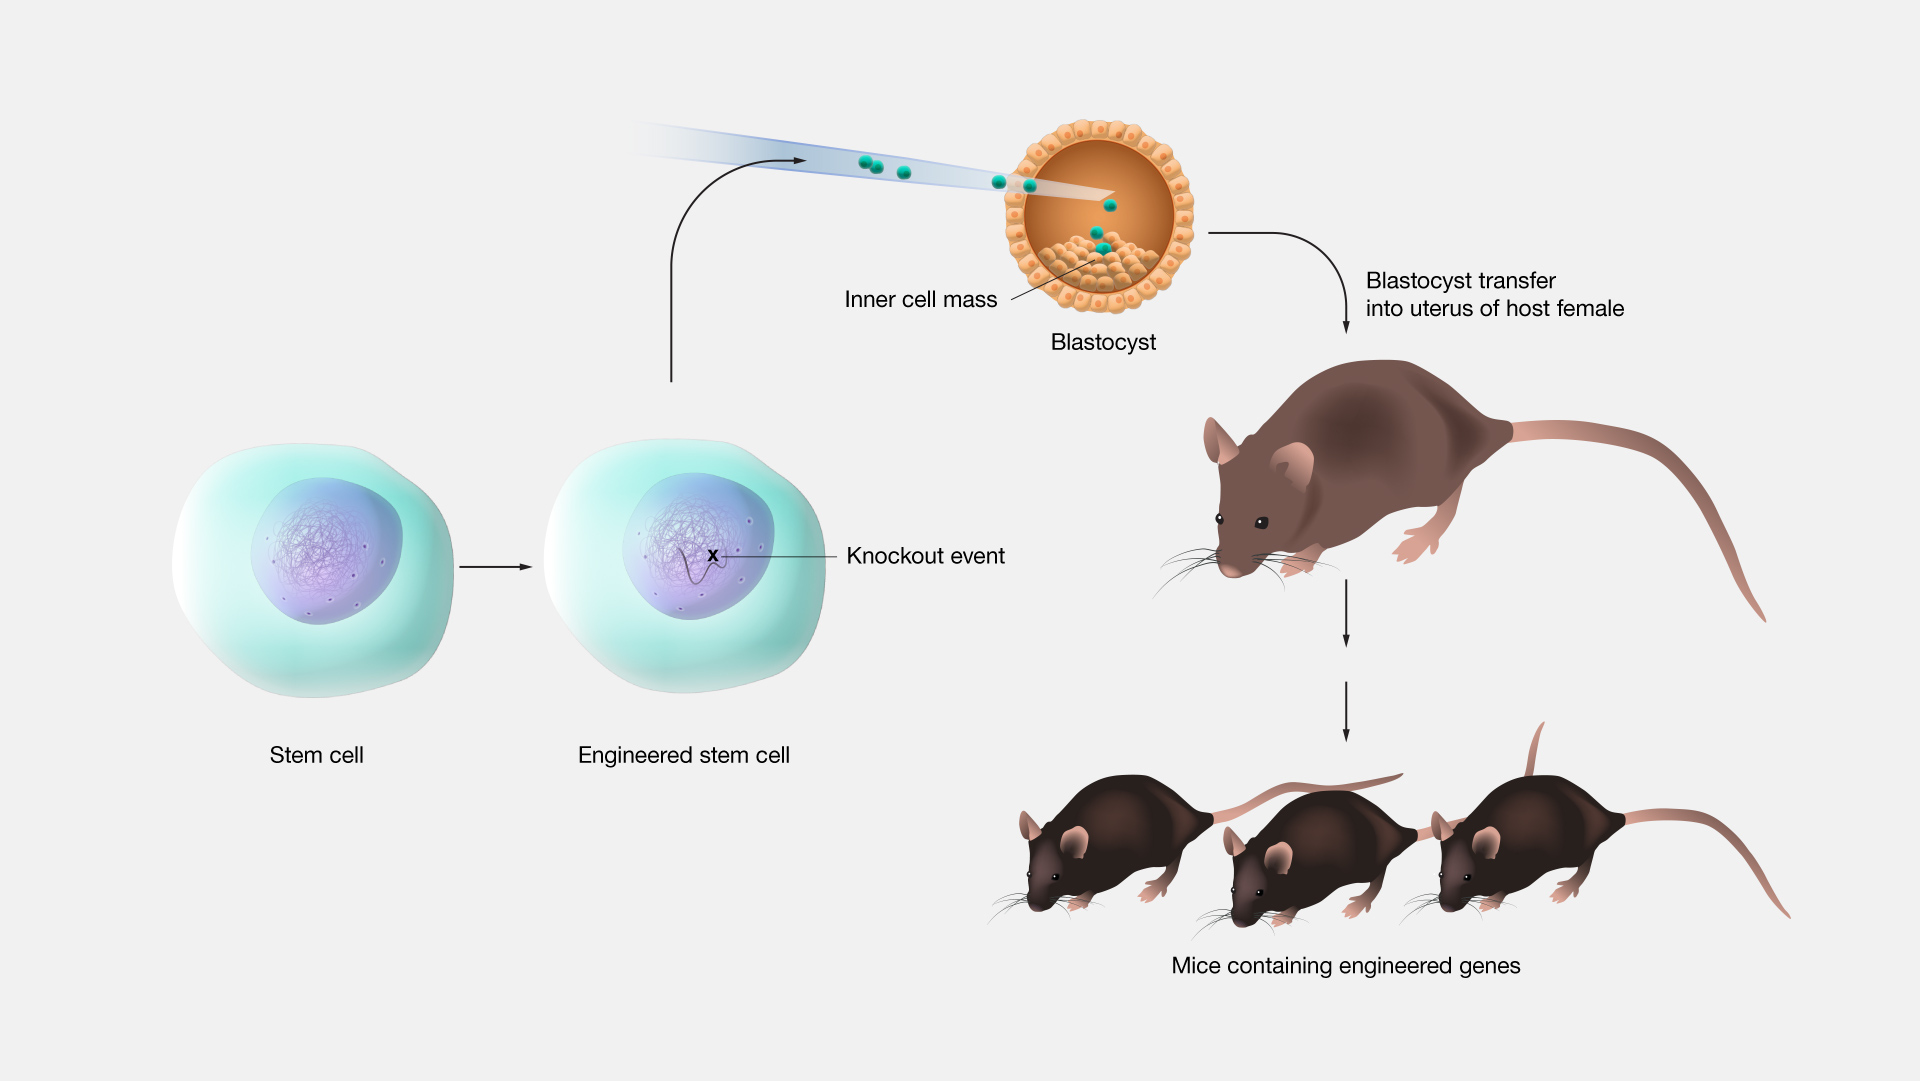 Inner cell mass
Blastocyst
Blastocyst transfer
into uterus of host female
x
Knockout event
Stem cell
Engineered stem cell
Mice containing engineered genes